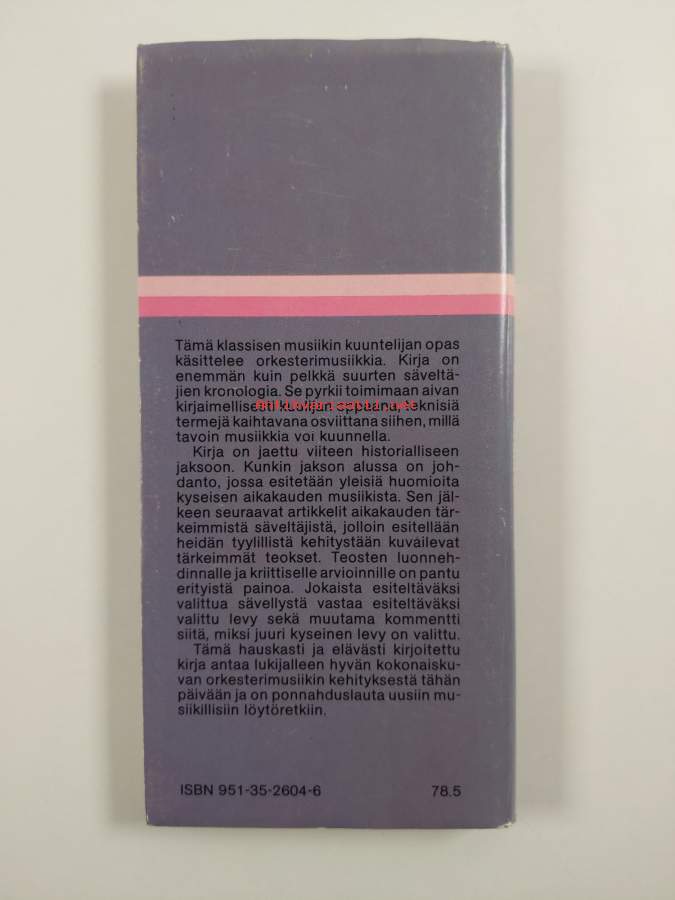 Tämä klassisen musiikin kuuntelijan opas
käsittelee orkesterimusiikkia. Kirja on
enemmän kuin pelkkä suurten säveltä-
jien kronologia. Se pyrkii toimimaan aivan
kirjaimellisesti teknisiä
termejä kaihtavana osviittana siihen, millä
tavoin musiikkia voi kuunnella.
Kirja on jaettu viiteen historialliseen
jaksoon. Kunkin jakson alussa on joh-
danto, jossa esitetään yleisiä huomioita
kyseisen aikakauden musiikista. Sen jäl-
keen seuraavat artikkelit aikakauden tär-
keimmistä säveltäjistä, jolloin esitellään
heidän tyylillistä kehitystään kuvailevat
tärkeimmät teokset. Teosten luonneh-
dinnalle ja kriittiselle arvioinnille on pantu
erityistä painoa. Jokaista esiteltäväksi
valittua sävellystä vastaa esiteltäväksi
valittu levy sekä muutama kommentti
siitä, miksi juuri kyseinen levy on valittu.
Tämä hauskasti ja elävästi kirjoitettu
kirja antaa lukijalleen hyvän kokonaisku-
van orkesterimusiikin kehityksestä tähän
päivään ja on ponnahduslauta uusiin mu-
siikillisiin löytöretkiin.
ISBN 951-35-2604-6 78.5